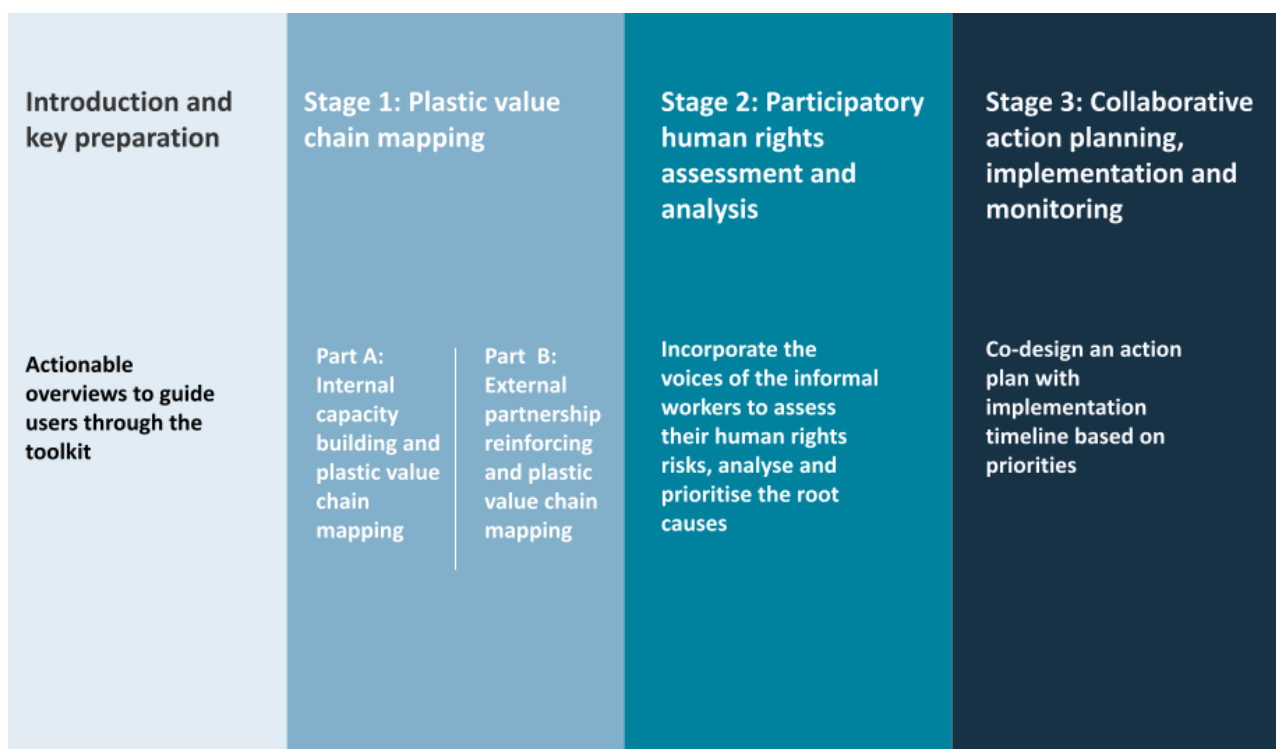 Introduction and
key preparation
Actionable
overviews to guide
users through the
toolkit
Stage 1: Plastic value
chain mapping
Part A:
Internal
capacity
building and
plastic value
chain
mapping
Part B:
External
partnership
reinforcing
and plastic
value chain
mapping
Stage 2: Participatory
human rights
assessment and
analysis
Incorporate the
voices of the informal
workers to assess
their human rights
risks, analyse and
prioritise the root
causes
Stage 3: Collaborative
action planning,
implementation and
monitoring
Co-design an action
plan with
implementation
timeline based on
priorities